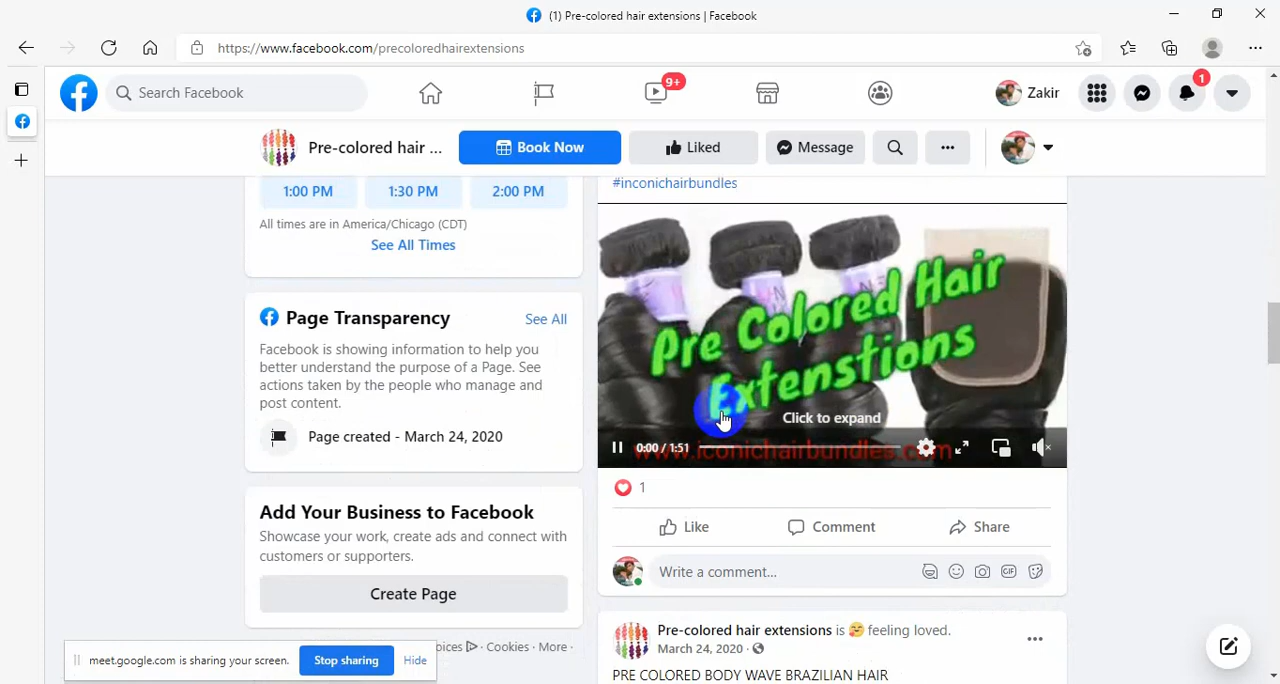 (1) Pre-colored hair extensions | Facebook
https://www.facebook.com/precoloredhairextensions
Search Facebook
9+
Zakir
1
Pre-colored hair ...
Book Now
Liked
Message
1:00 PM
1:30 PM
2:00 PM
All times are in America/Chicago (CDT)
See All Times
Page Transparency
See All
Facebook is showing information to help you
better understand the purpose of a Page. See
actions taken by the people who manage and
post content.
Page created - March 24, 2020
Add Your Business to Facebook
Showcase your work, create ads and connect with
customers or supporters.
Create Page
oices
· Cookies · More ·
meet.google.com is sharing your screen.
Stop sharing
Hide
#inconichairbundles
Pre Colored Hair
Extenstions
Click to expand
0:00 / 1:51
www.iconichairbundles.com
1
Like
Comment
Share
Write a comment...
GIF
Pre-colored hair extensions is 🥰 feeling loved.
March 24, 2020 ·
PRE COLORED BODY WAVE BRAZILIAN HAIR